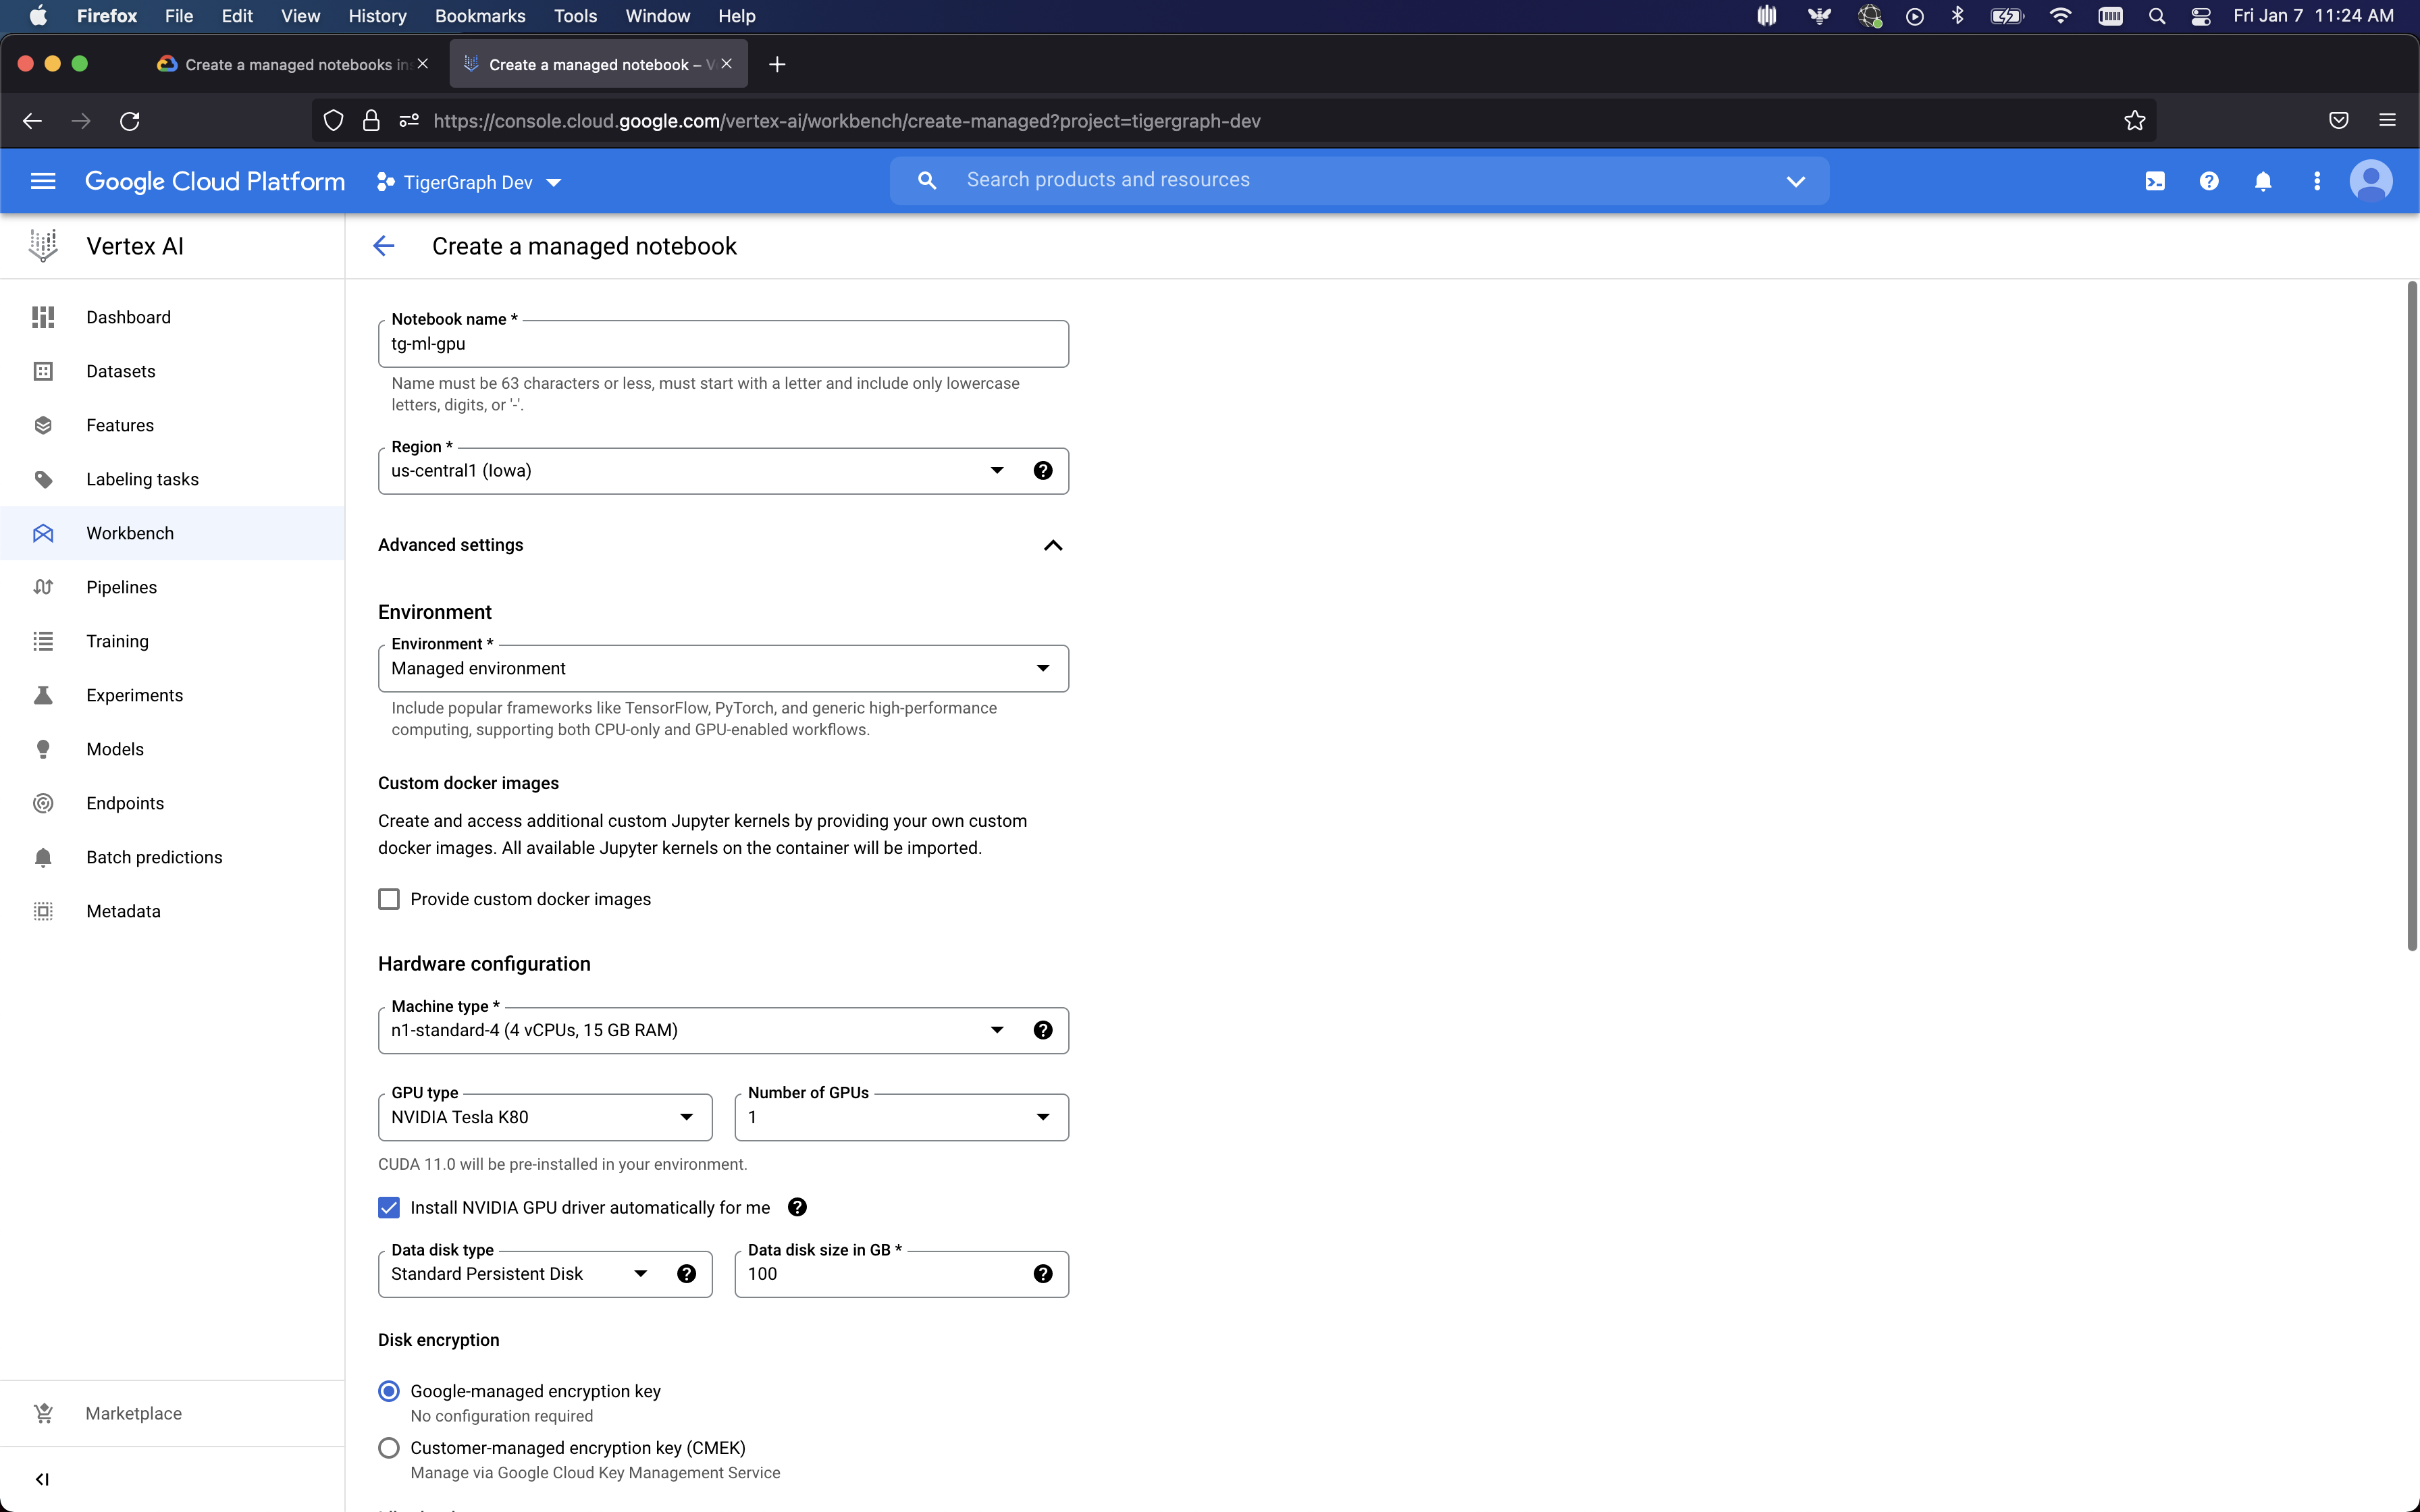 Firefox File Edit View History Bookmarks Tools Window Help Fri Jan 7 11:24 AM
Create a managed notebooks in
Create a managed notebook – V
https://console.cloud.google.com/vertex-ai/workbench/create-managed?project=tigergraph-dev
Google Cloud Platform
TigerGraph Dev
Search products and resources
Vertex AI
Dashboard
Datasets
Features
Labeling tasks
Workbench
Pipelines
Training
Experiments
Models
Endpoints
Batch predictions
Metadata
Marketplace
Create a managed notebook
Notebook name *
tg-ml-gpu
Name must be 63 characters or less, must start with a letter and include only lowercase
letters, digits, or '-'.
Region *
us-central1 (Iowa)
Advanced settings
Environment
Environment *
Managed environment
Include popular frameworks like TensorFlow, PyTorch, and generic high-performance
computing, supporting both CPU-only and GPU-enabled workflows.
Custom docker images
Create and access additional custom Jupyter kernels by providing your own custom
docker images. All available Jupyter kernels on the container will be imported.
Provide custom docker images
Hardware configuration
Machine type *
n1-standard-4 (4 vCPUs, 15 GB RAM)
GPU type
NVIDIA Tesla K80
Number of GPUs
1
CUDA 11.0 will be pre-installed in your environment.
Install NVIDIA GPU driver automatically for me
Data disk type
Standard Persistent Disk
Data disk size in GB *
100
Disk encryption
Google-managed encryption key
No configuration required
Customer-managed encryption key (CMEK)
Manage via Google Cloud Key Management Service